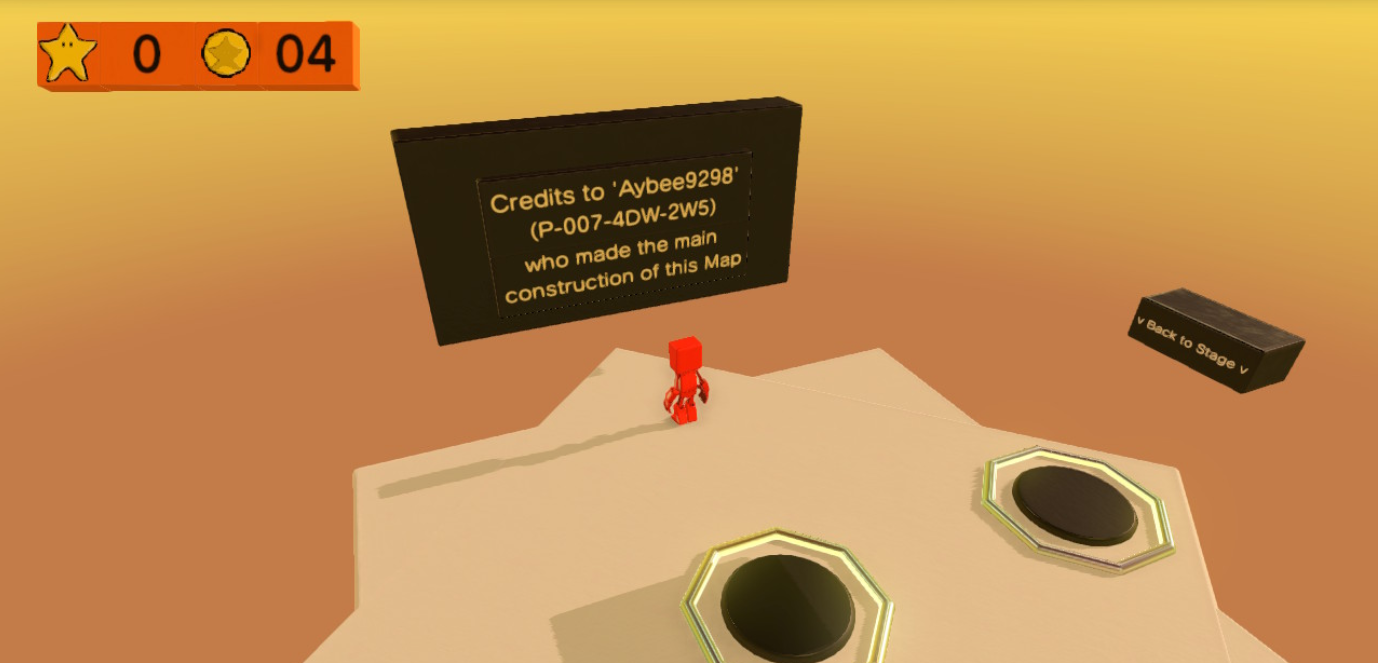 0 04
Credits to 'Aybee9298'
(P-007-4DW-2W5)
who made the main
construction of this Map
v Back to Stage v